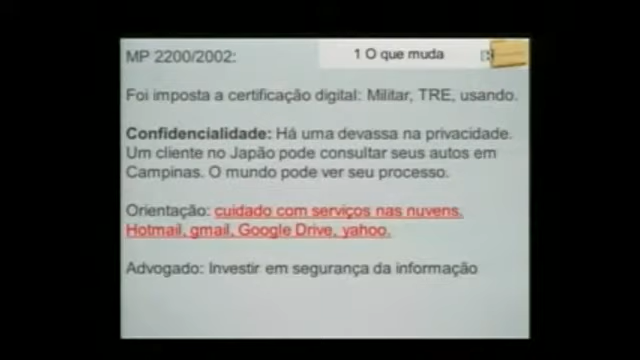 MP 2200/2002:
1 O que muda
Foi imposta a certificação digital: Militar, TRE, usando.
Confidencialidade: Há uma devassa na privacidade.
Um cliente no Japão pode consultar seus autos em
Campinas. O mundo pode ver seu processo.
Orientação: cuidado com serviços nas nuvens.
Hotmail, gmail, Google Drive, yahoo.
Advogado: Investir em segurança da informação